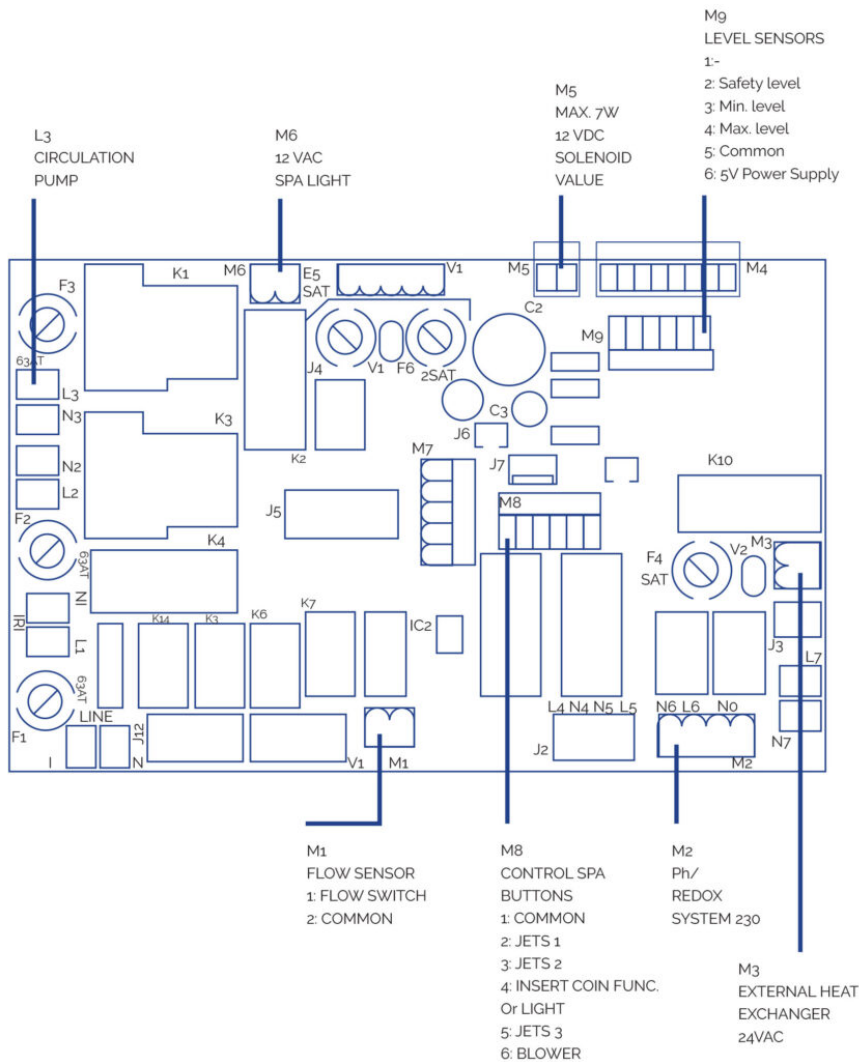 M9
LEVEL SENSORS
1:-
2: Safety level
3: Min. level
4: Max. level
5: Common
6: 5V Power Supply
M5
MAX. 7W
12 VDC
SOLENOID
VALUE
L3
CIRCULATION
PUMP
M6
12 VAC
SPA LIGHT
F3
K1
M6
E5
SAT
V1
M5
M4
63AT
L3
N3
N2
L2
F2
63AT
K3
K2
J4
V1
F6
2SAT
C2
C3
J6
M9
M7
J7
M8
K10
J5
K4
F4
SAT
V2
M3
NI
IRI
L1
63AT
F1
K14
K3
K6
K7
IC2
J3
L7
N7
LINE
I
N
J12
V1
M1
L4 N4 N5 L5
J2
N6 L6 N0
M2
M1
FLOW SENSOR
1: FLOW SWITCH
2: COMMON
M8
CONTROL SPA
BUTTONS
1: COMMON
2: JETS 1
3: JETS 2
4: INSERT COIN FUNC.
Or LIGHT
5: JETS 3
6: BLOWER
M2
Ph/
REDOX
SYSTEM 230
M3
EXTERNAL HEAT
EXCHANGER
24VAC